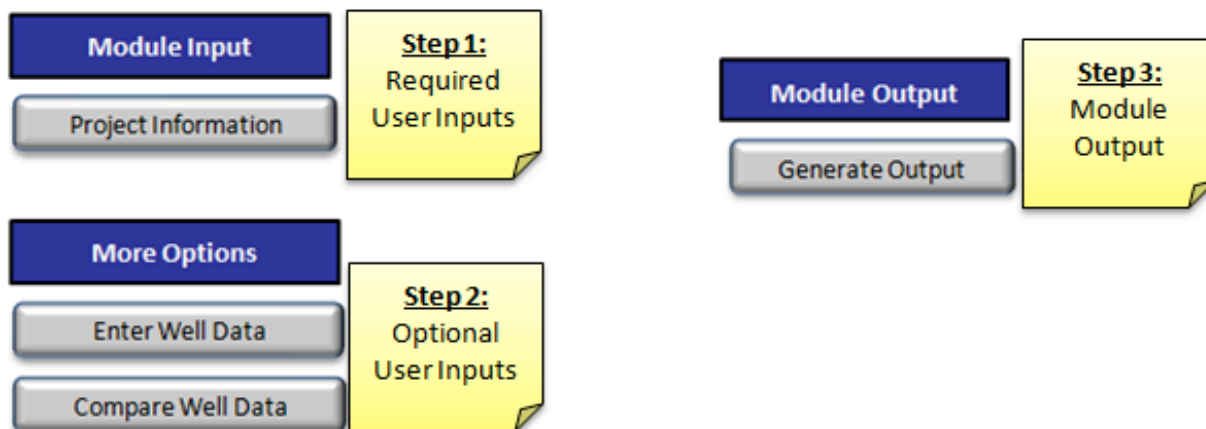 Module Input
Project Information
Step 1:
Required
User Inputs
More Options
Enter Well Data
Compare Well Data
Step 2:
Optional
User Inputs
Module Output
Generate Output
Step 3:
Module
Output